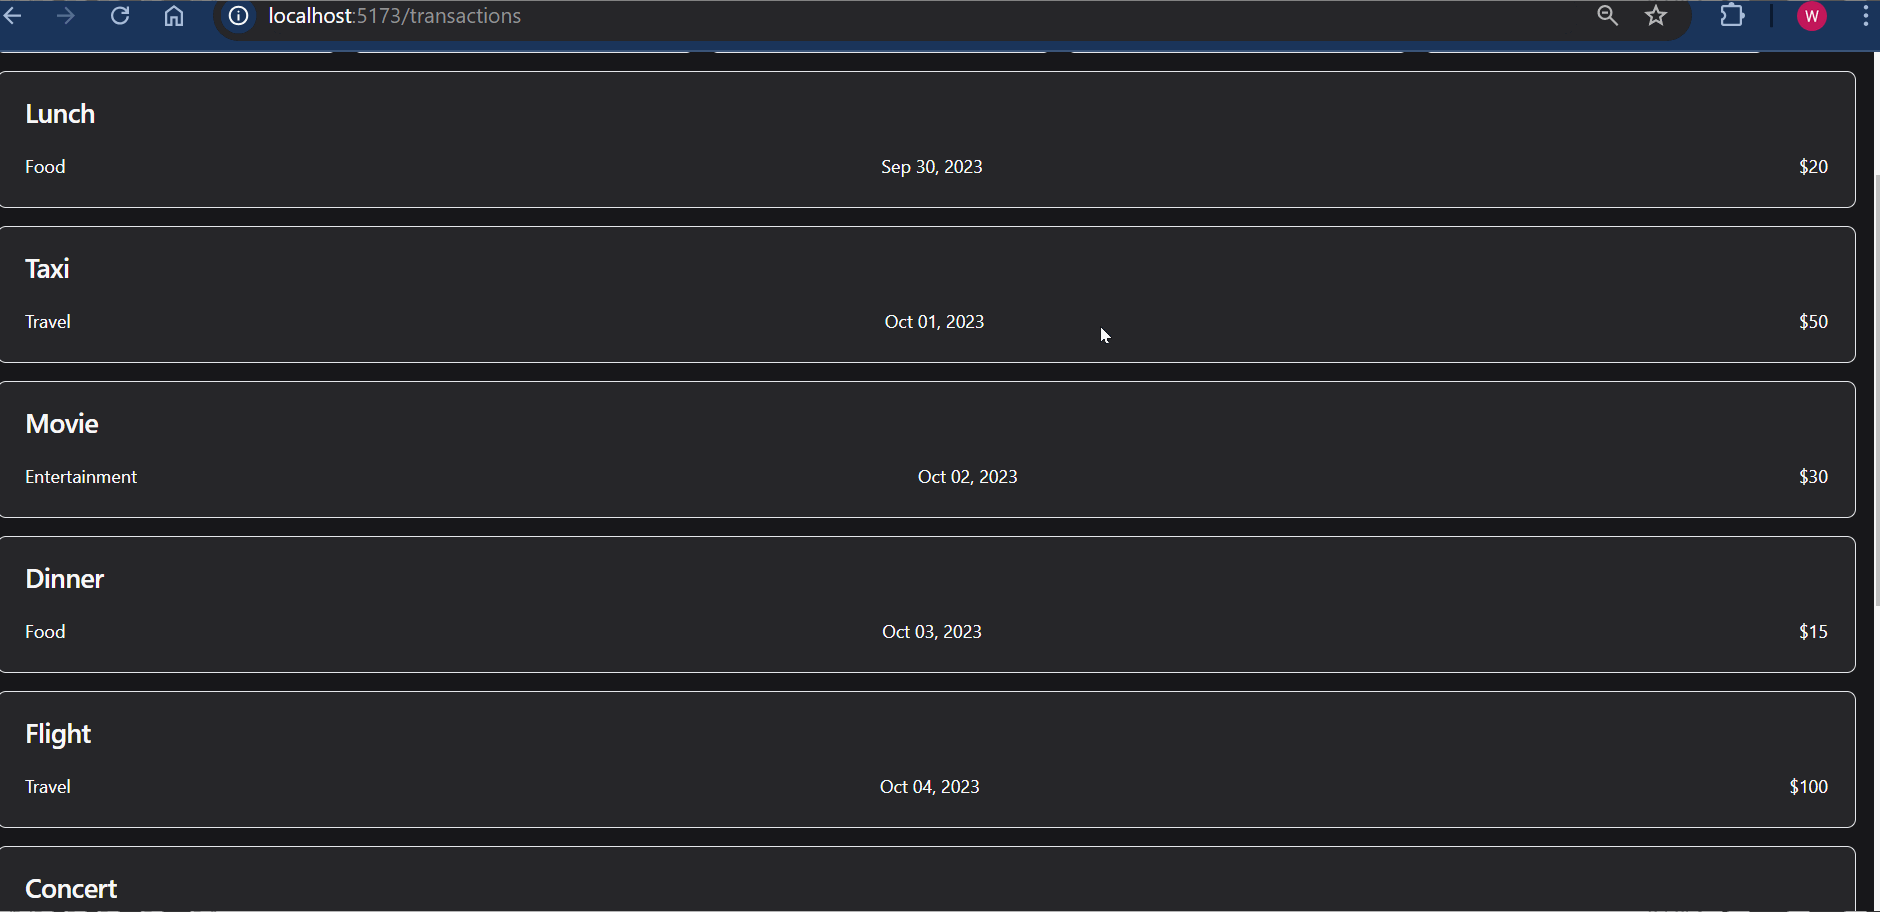 localhost:5173/transactions
W
Lunch
Food Sep 30, 2023 $20
Taxi
Travel Oct 01, 2023 $50
Movie
Entertainment Oct 02, 2023 $30
Dinner
Food Oct 03, 2023 $15
Flight
Travel Oct 04, 2023 $100
Concert